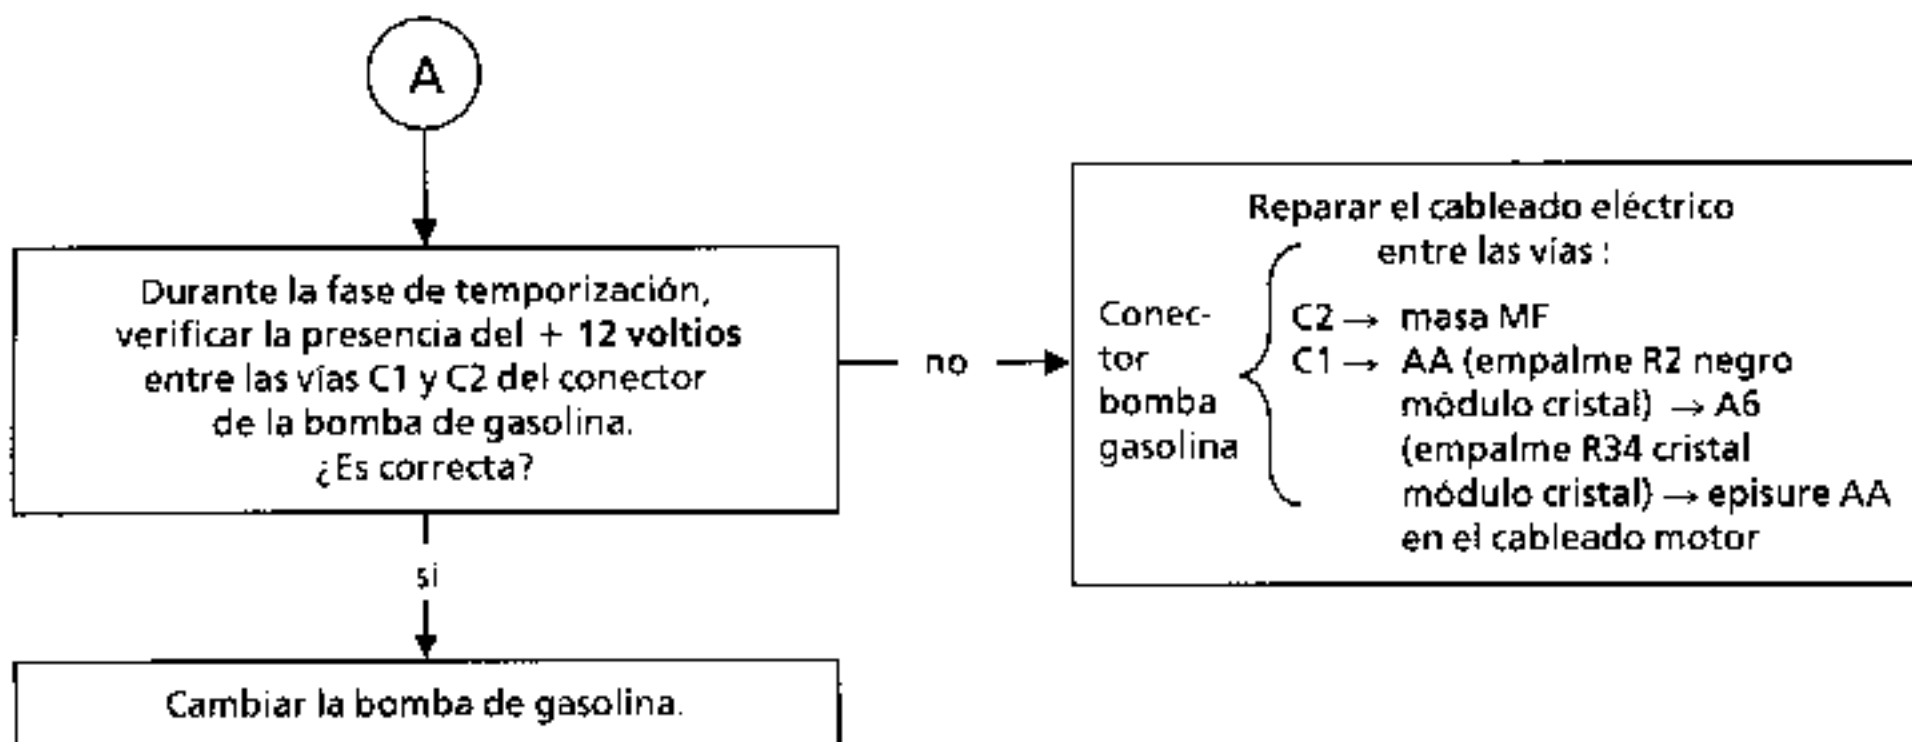 A
Durante la fase de temporización,
verificar la presencia del + 12 voltios
entre las vías C1 y C2 del conector
de la bomba de gasolina.
¿Es correcta?
no
Reparar el cableado eléctrico
entre las vías :
Conec-
tor
bomba
gasolina
C2 → masa MF
C1 → AA (empalme R2 negro
módulo cristal) → A6
(empalme R34 cristal
módulo cristal) → episure AA
en el cableado motor
si
Cambiar la bomba de gasolina.